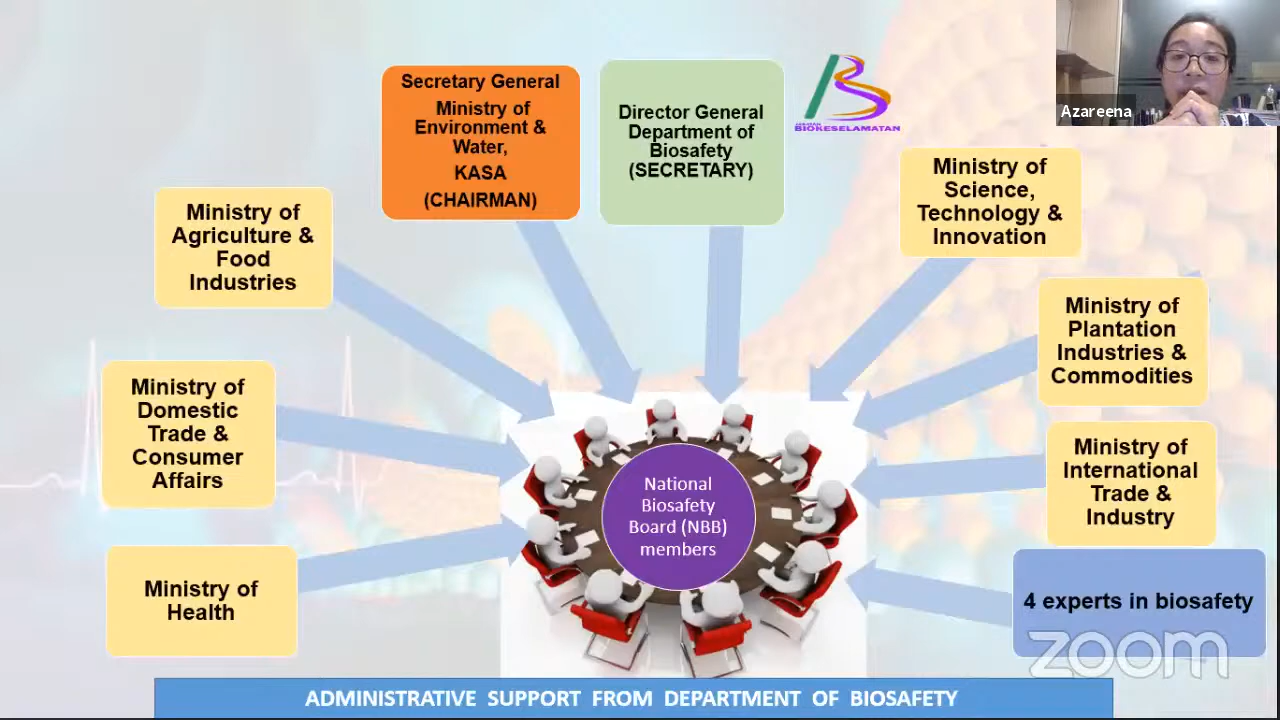 Secretary General
Ministry of
Environment &
Water,
KASA
(CHAIRMAN)
Director General
Department of
Biosafety
(SECRETARY)
BIOKESELAMATAN
Azareena
Ministry of
Science,
Technology &
Innovation
Ministry of
Agriculture &
Food
Industries
Ministry of
Plantation
Industries &
Commodities
Ministry of
Domestic
Trade &
Consumer
Affairs
Ministry of
International
Trade &
Industry
National
Biosafety
Board (NBB)
members
Ministry of
Health
4 experts in biosafety
zoom
ADMINISTRATIVE SUPPORT FROM DEPARTMENT OF BIOSAFETY